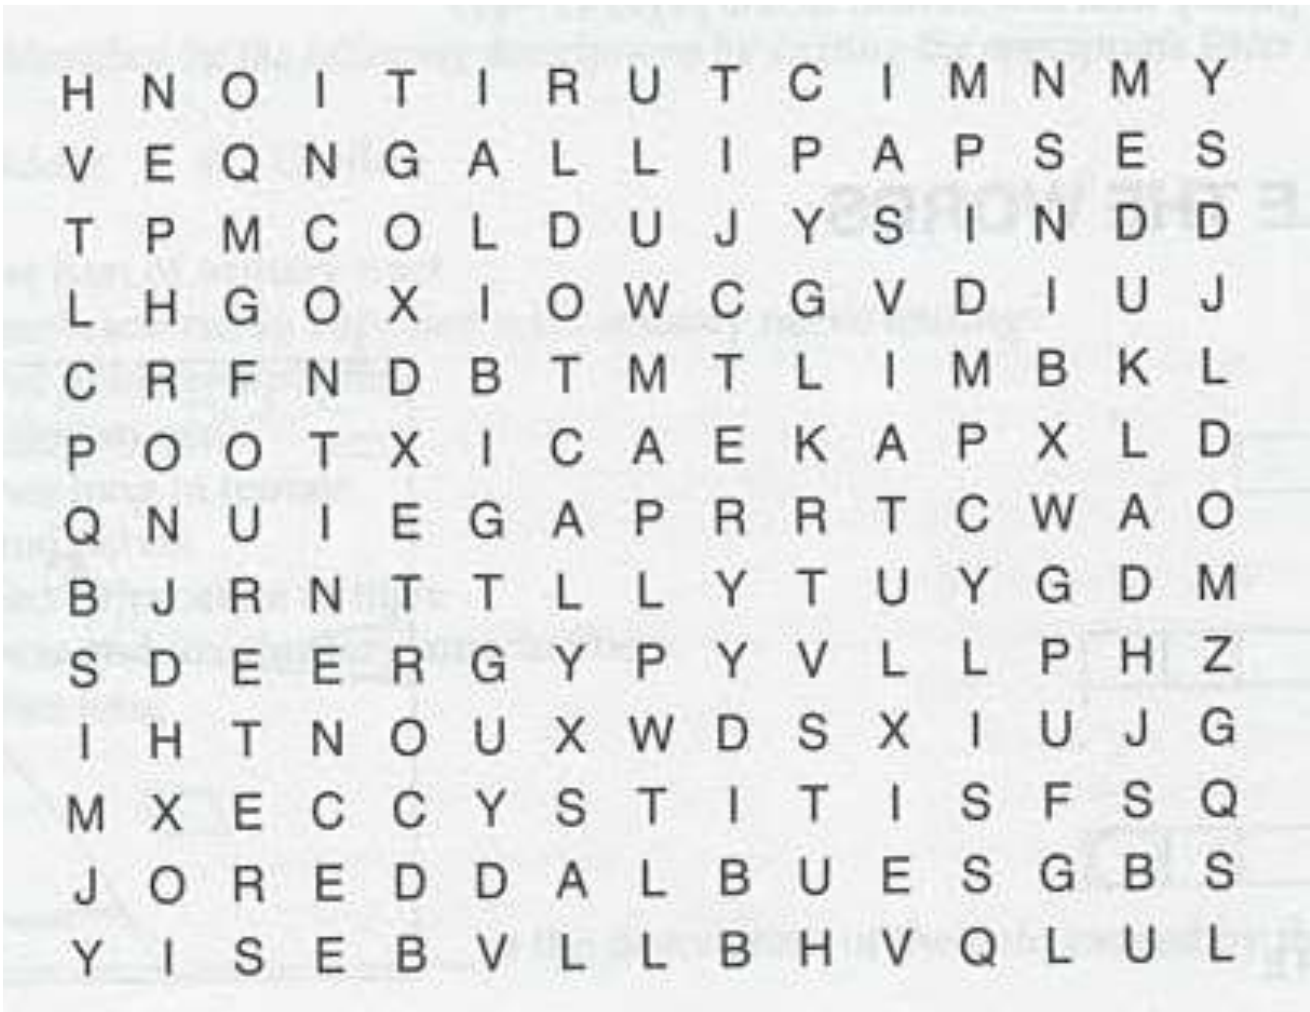 H N O I T I R U T C I M N M Y
V E Q N G A L L I P A P S E S
T P M C O L D U J Y S I N D D
L H G O X I O W C G V D I U J
C R F N D B T M T L I M B K L
P O O T X I C A E K A P X L D
Q N U I E G A P R R T C W A O
B J R N T T L L Y T U Y G D M
S D E E R G Y P Y V L L P H Z
I H T N O U X W D S X I U J G
M X E C C Y S T I T I S F S Q
J O R E D D A L B U E S G B S
Y I S E B V L L B H V Q L U L